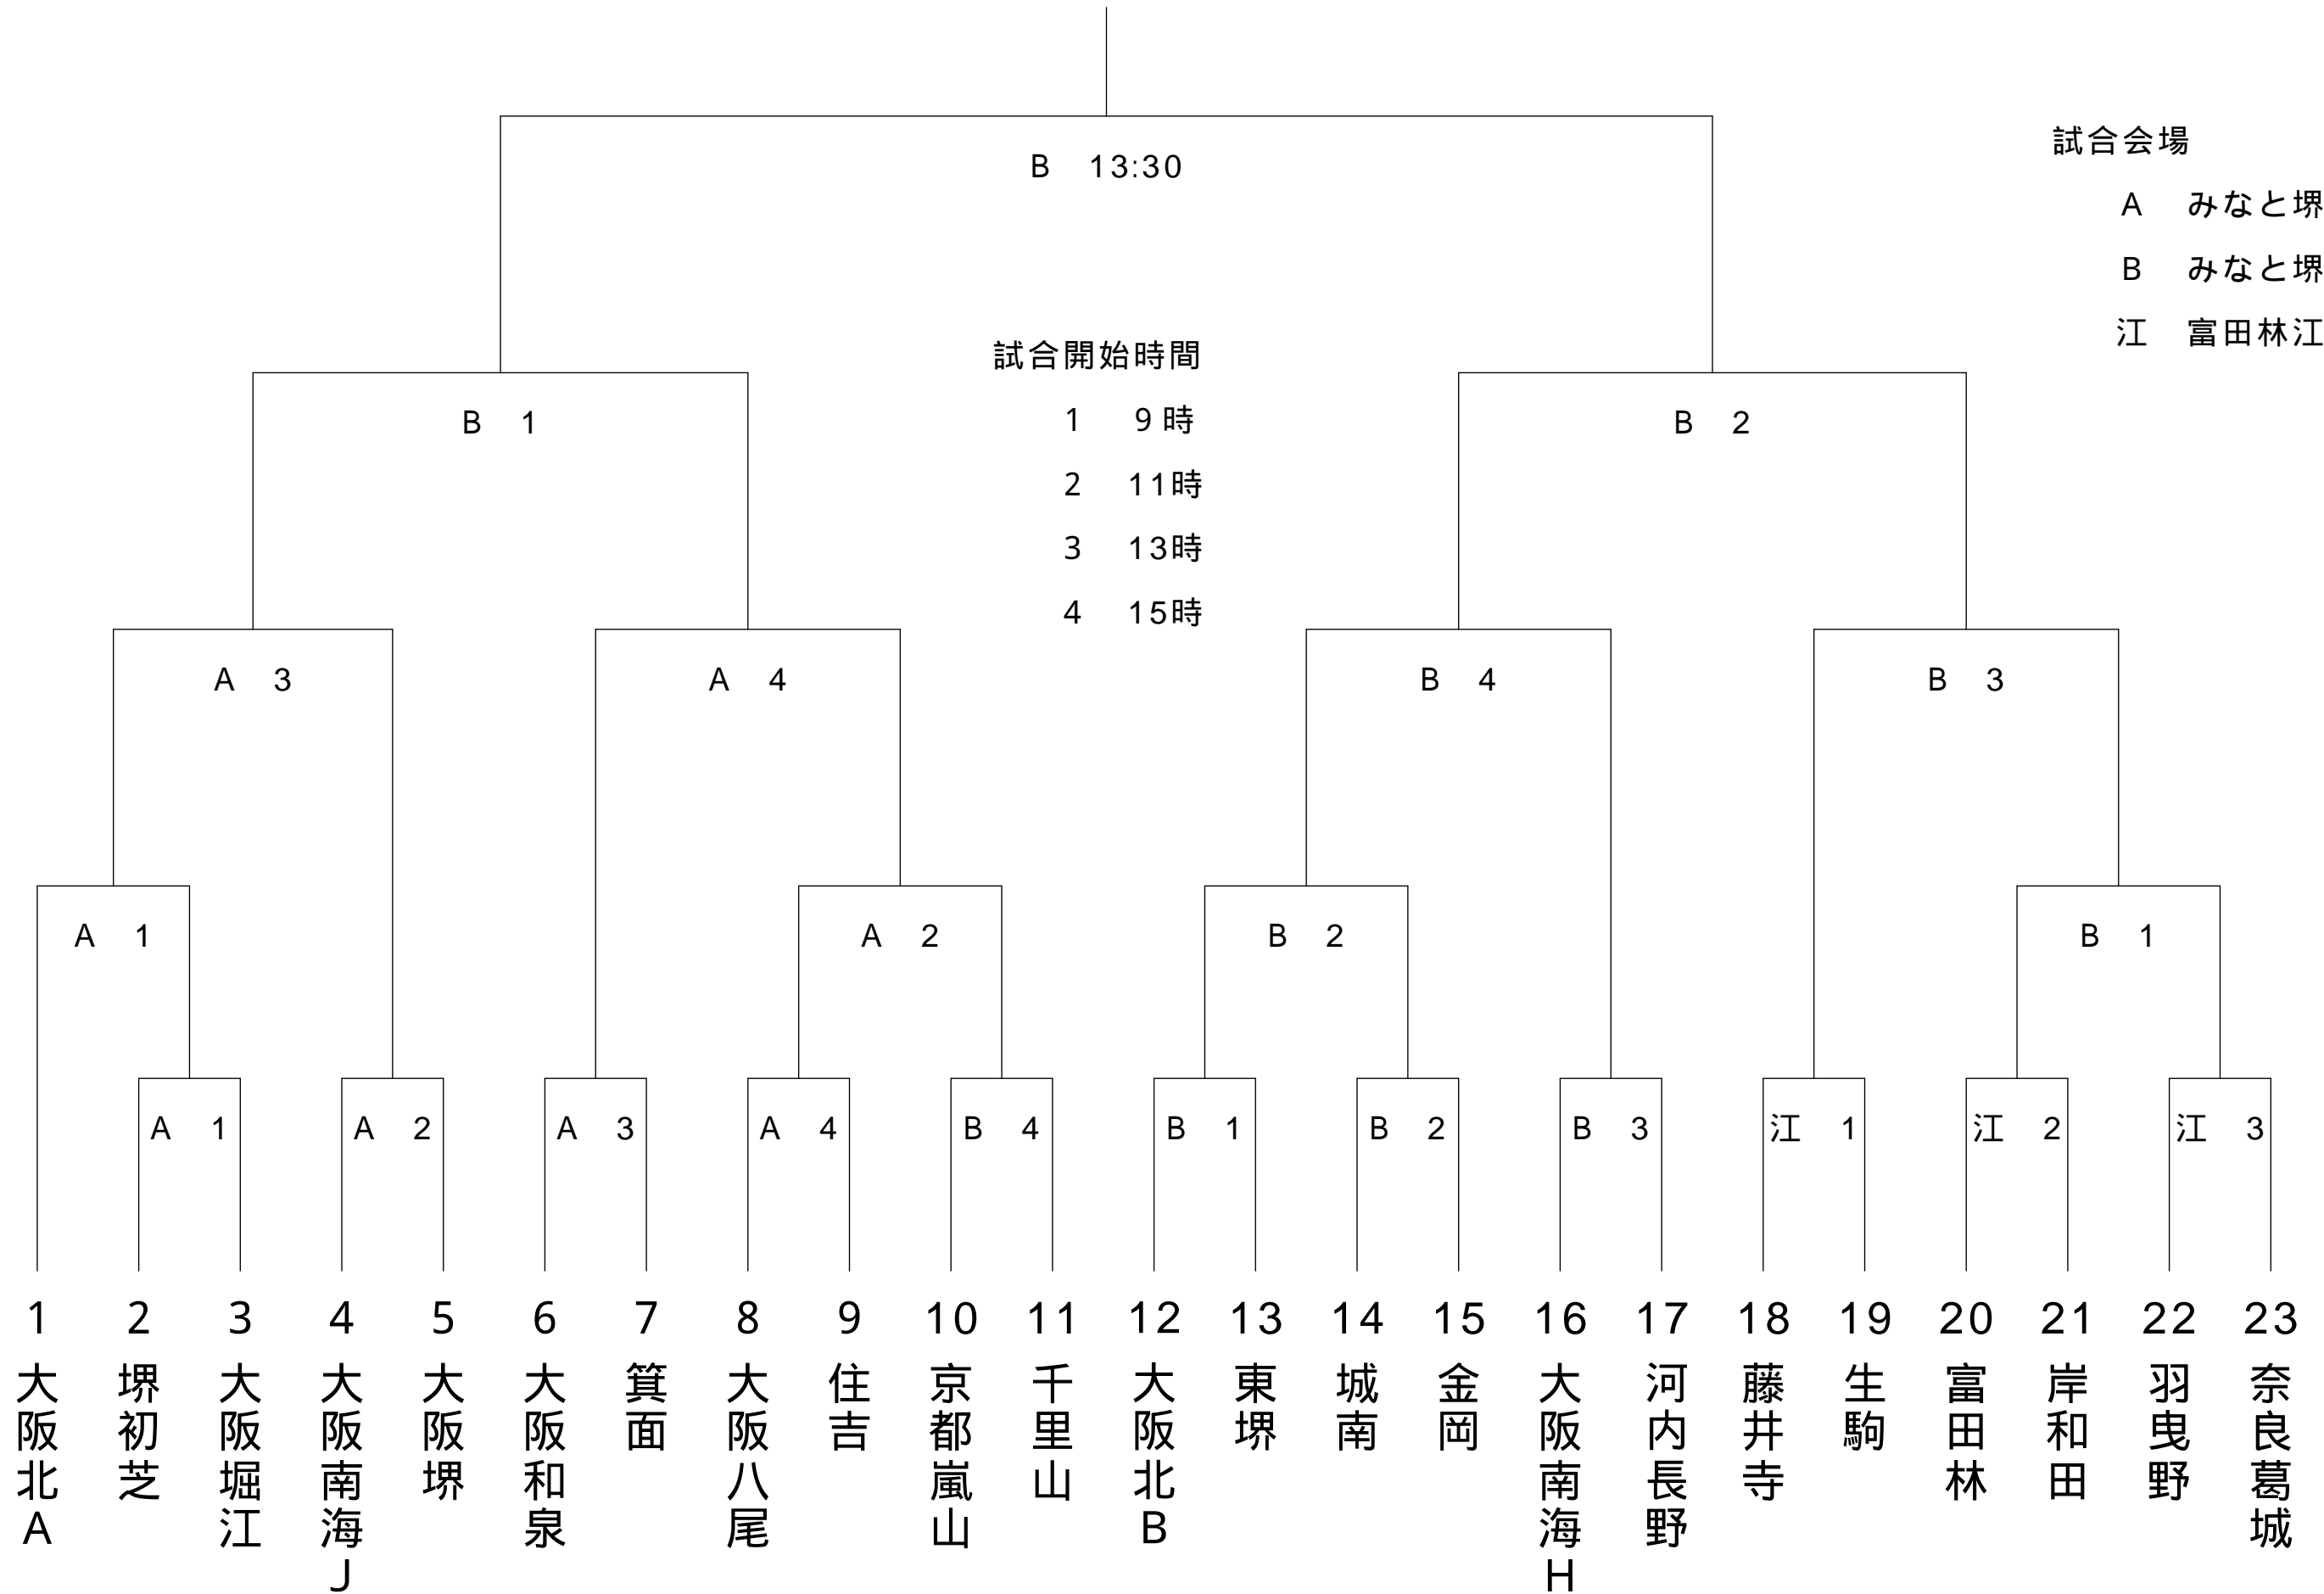 B 13:30
試合会場
A みなと堺
B みなと堺
江 富田林江
試合開始時間
1 9 時
2 11時
3 13時
4 15時
B 1
B 2
A 3
A 4
B 4
B 3
A 1
A 2
B 2
B 1
A 1
A 2
A 3
A 4
B 4
B 1
B 2
B 3
江 1
江 2
江 3
1 大阪北A
2 堺初芝
3 大阪堀江
4 大阪南海J
5 大阪堺
6 大阪和泉
7 箕面
8 大阪八尾
9 住吉
10 京都嵐山
11 千里山
12 大阪北B
13 東堺
14 城南
15 金岡
16 大阪南海H
17 河内長野
18 藤井寺
19 生駒
20 富田林
21 岸和田
22 羽曳野
23 奈良葛城